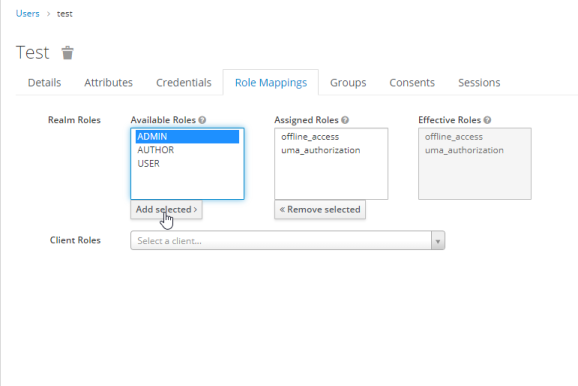 Users > test
Test
Details Attributes Credentials Role Mappings Groups Consents Sessions
Realm Roles
Available Roles
ADMIN
AUTHOR
USER
Add selected >
Assigned Roles
offline_access
uma_authorization
« Remove selected
Effective Roles
offline_access
uma_authorization
Client Roles
Select a client...